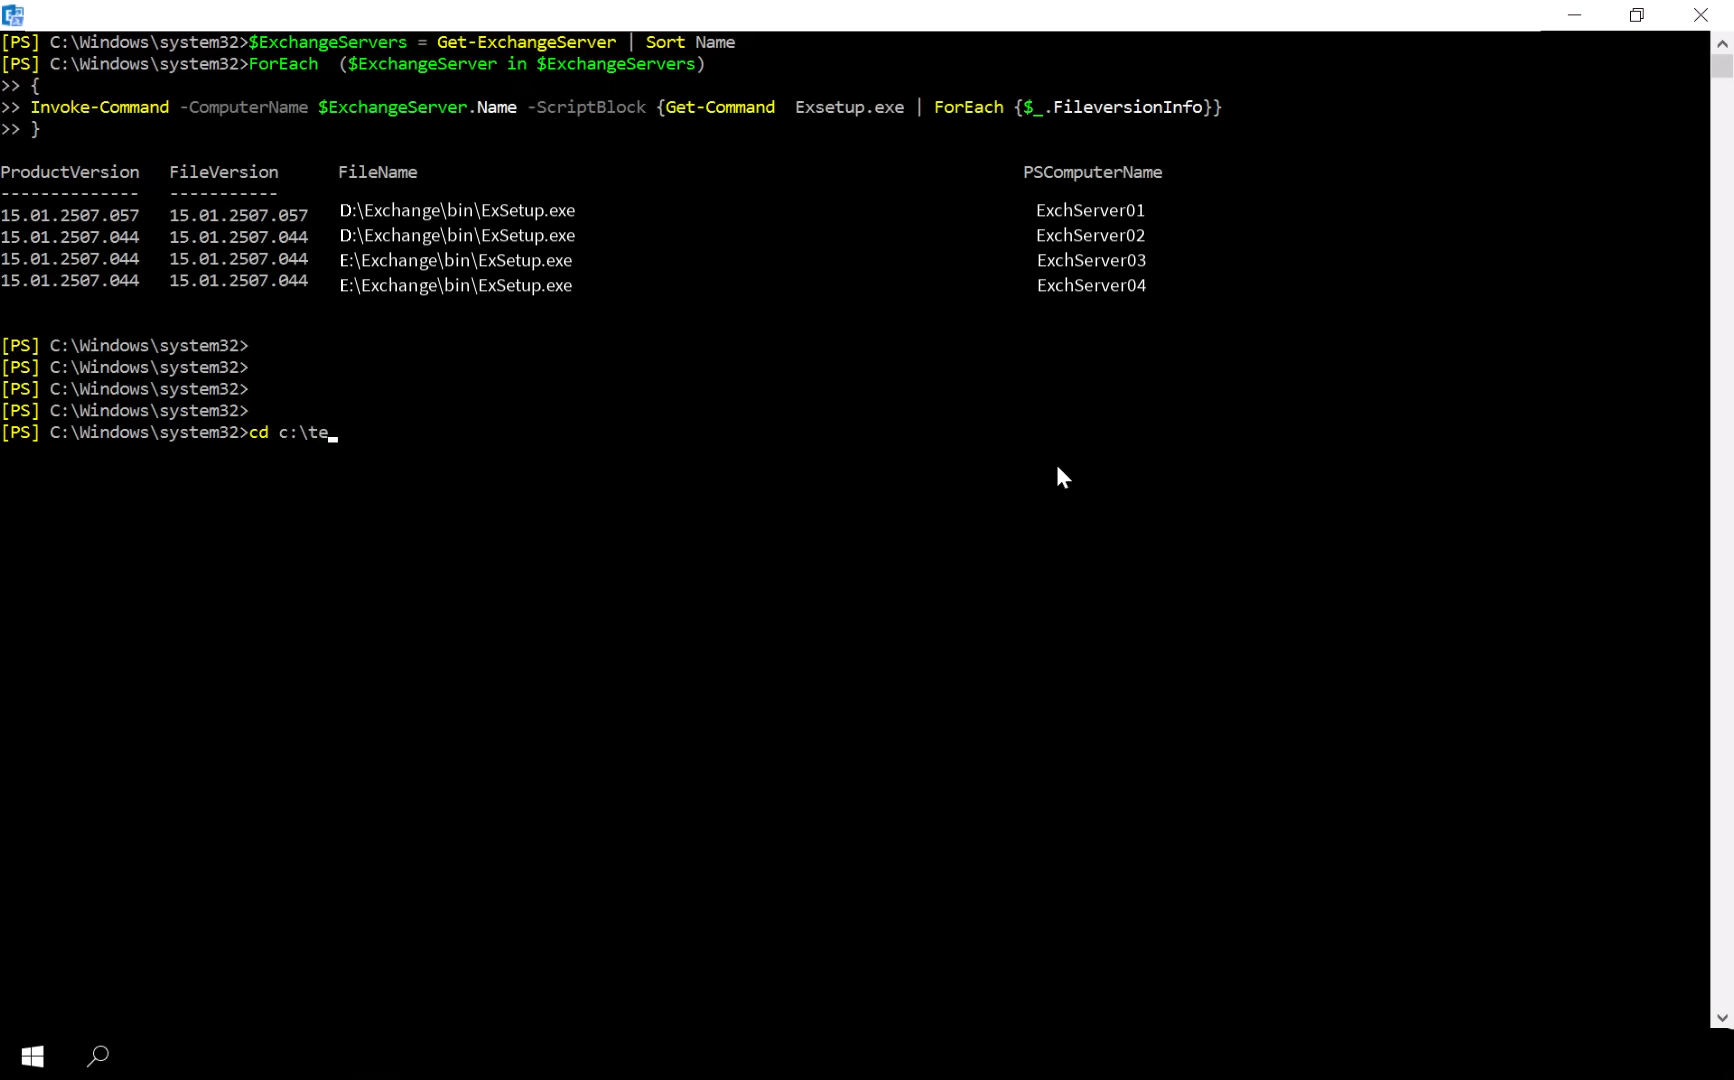 [PS] C:\Windows\system32>$ExchangeServers = Get-ExchangeServer | Sort Name
[PS] C:\Windows\system32>ForEach  ($ExchangeServer in $ExchangeServers)
>> {
>> Invoke-Command -ComputerName $ExchangeServer.Name -ScriptBlock {Get-Command  Exsetup.exe | ForEach {$_.FileversionInfo}}
>> }
ProductVersion   FileVersion      FileName      PSComputerName
--------------   -----------
15.01.2507.057   15.01.2507.057   D:\Exchange\bin\ExSetup.exe   ExchServer01
15.01.2507.044   15.01.2507.044   D:\Exchange\bin\ExSetup.exe   ExchServer02
15.01.2507.044   15.01.2507.044   E:\Exchange\bin\ExSetup.exe   ExchServer03
15.01.2507.044   15.01.2507.044   E:\Exchange\bin\ExSetup.exe   ExchServer04
[PS] C:\Windows\system32>
[PS] C:\Windows\system32>
[PS] C:\Windows\system32>
[PS] C:\Windows\system32>
[PS] C:\Windows\system32>cd c:\te_